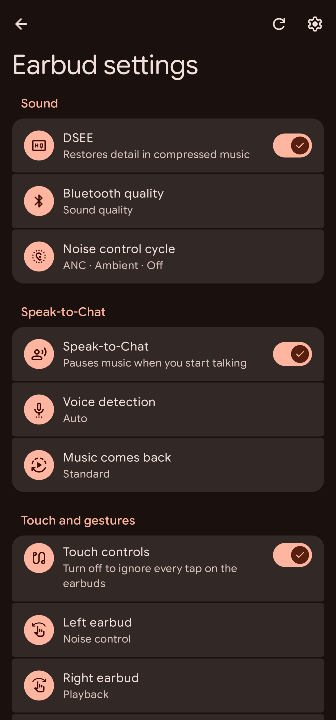 Earbud settings
Sound
DSEE
Restores detail in compressed music
Bluetooth quality
Sound quality
Noise control cycle
ANC · Ambient · Off
Speak-to-Chat
Speak-to-Chat
Pauses music when you start talking
Voice detection
Auto
Music comes back
Standard
Touch and gestures
Touch controls
Turn off to ignore every tap on the
earbuds
Left earbud
Noise control
Right earbud
Playback